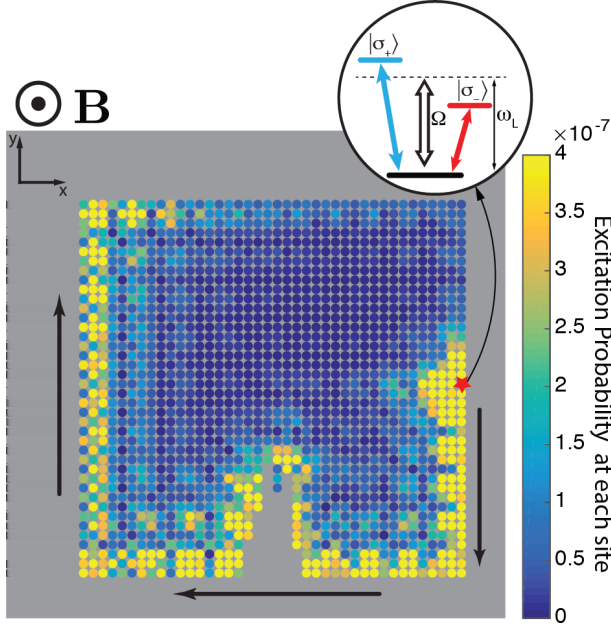 |σ₊⟩
|σ₋⟩
Ω
ω_L
B
y
x
×10⁻⁷
4
3.5
3
2.5
2
1.5
1
0.5
0
Excitation Probability at each site